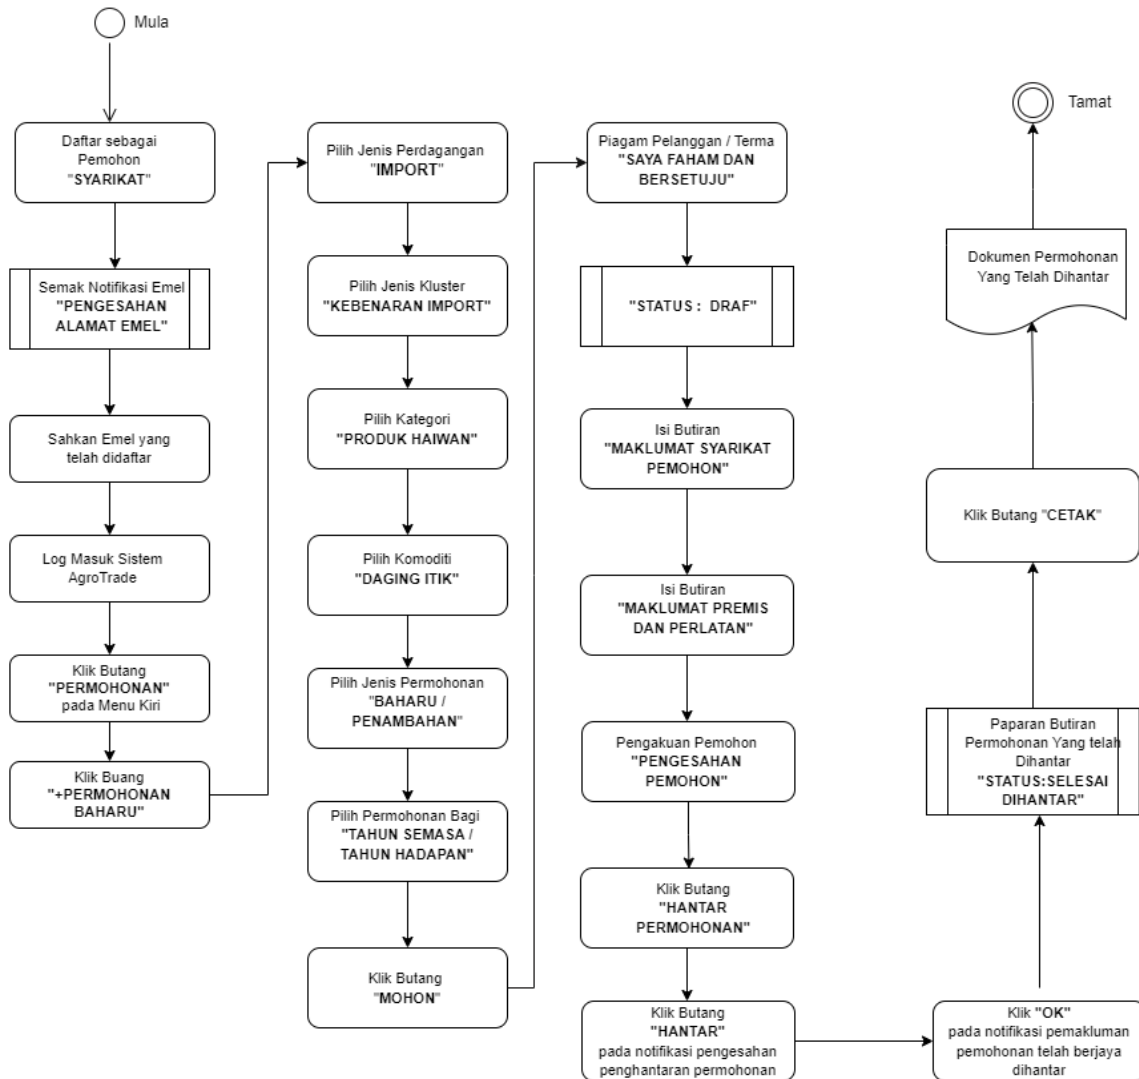 Mula
Daftar sebagai
Pemohon
"SYARIKAT"
Semak Notifikasi Emel
"PENGESAHAN
ALAMAT EMEL"
Sahkan Emel yang
telah didaftar
Log Masuk Sistem
AgroTrade
Klik Butang
"PERMOHONAN"
pada Menu Kiri
Klik Buang
"+PERMOHONAN
BAHARU"
Pilih Jenis Perdagangan
"IMPORT"
Pilih Jenis Kluster
"KEBENARAN IMPORT"
Pilih Kategori
"PRODUK HAIWAN"
Pilih Komoditi
"DAGING ITIK"
Pilih Jenis Permohonan
"BAHARU /
PENAMBAHAN"
Pilih Permohonan Bagi
"TAHUN SEMASA /
TAHUN HADAPAN"
Klik Butang
"MOHON"
Piagam Pelanggan / Terma
"SAYA FAHAM DAN
BERSETUJU"
"STATUS : DRAF"
Isi Butiran
"MAKLUMAT SYARIKAT
PEMOHON"
Isi Butiran
"MAKLUMAT PREMIS
DAN PERLATAN"
Pengakuan Pemohon
"PENGESAHAN
PEMOHON"
Klik Butang
"HANTAR
PERMOHONAN"
Klik Butang
"HANTAR"
pada notifikasi pengesahan
penghantaran permohonan
Klik "OK"
pada notifikasi pemakluman
pemohonan telah berjaya
dihantar
Paparan Butiran
Permohonan Yang telah
Dihantar
"STATUS:SELESAI
DIHANTAR"
Klik Butang "CETAK"
Dokumen Permohonan
Yang Telah Dihantar
Tamat